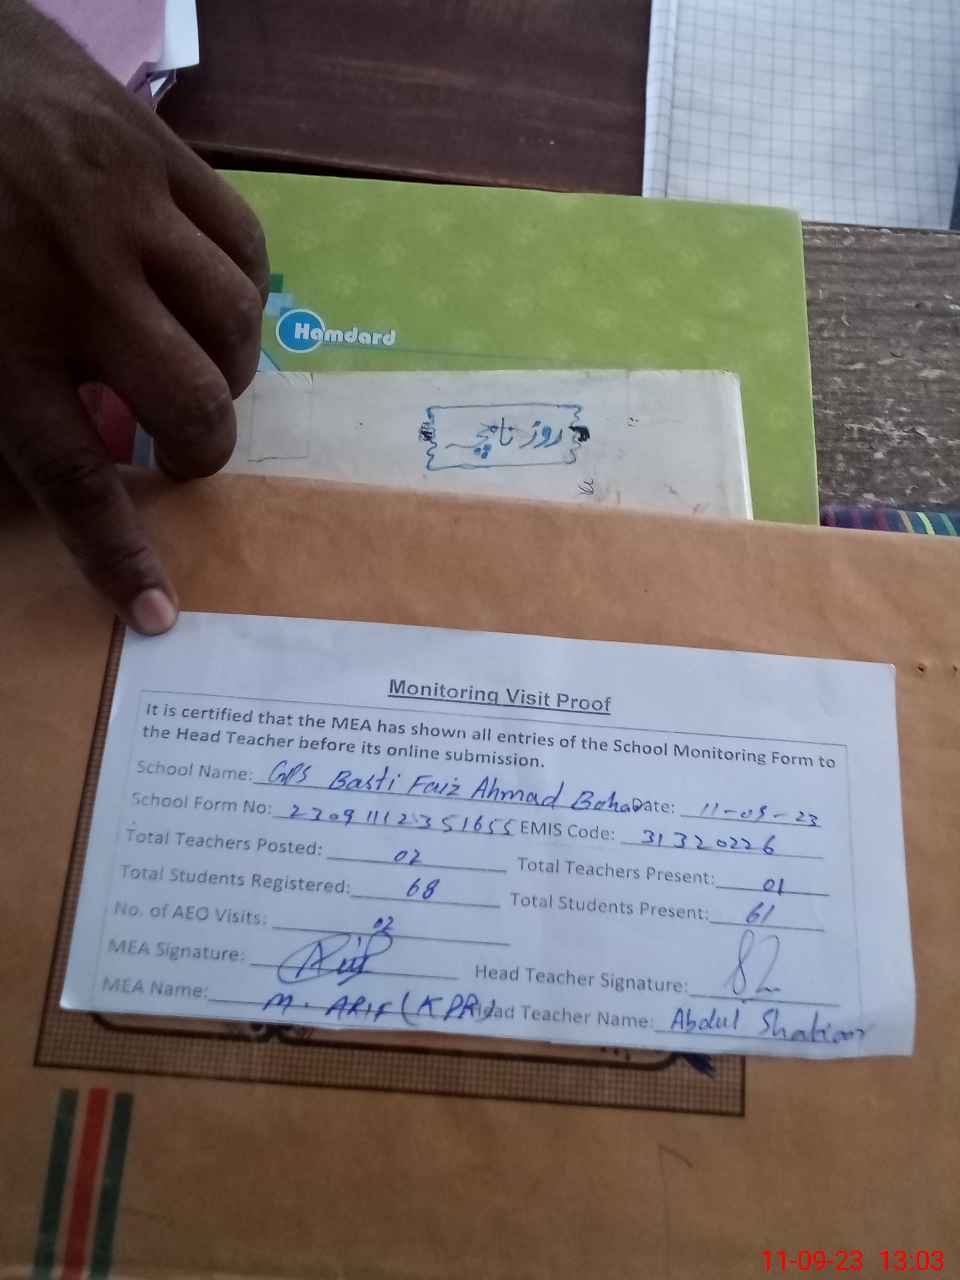 Hamdard
روز نامچہ
Monitoring Visit Proof
It is certified that the MEA has shown all entries of the School Monitoring Form to
the Head Teacher before its online submission.
School Name: GPS Basti Faiz Ahmad Boha Date: 11-09-23
School Form No: 23091112351655 EMIS Code: 31320226
Total Teachers Posted: 02 Total Teachers Present: 01
Total Students Registered: 68 Total Students Present: 61
No. of AEO Visits: 02
MEA Signature: Head Teacher Signature:
MEA Name: M. ARIF (KPR) Head Teacher Name: Abdul Shakoor
11-09-23 13:03